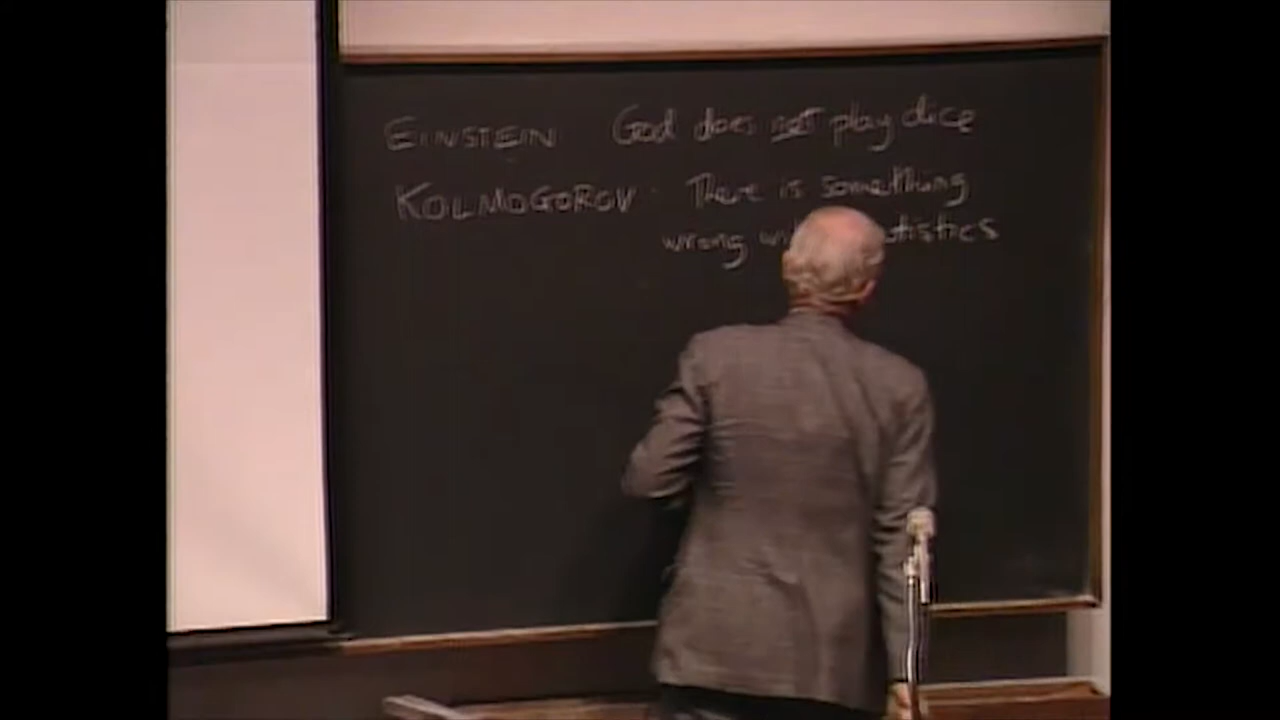 EINSTEIN God does not play dice
KOLMOGOROV There is something
wrong